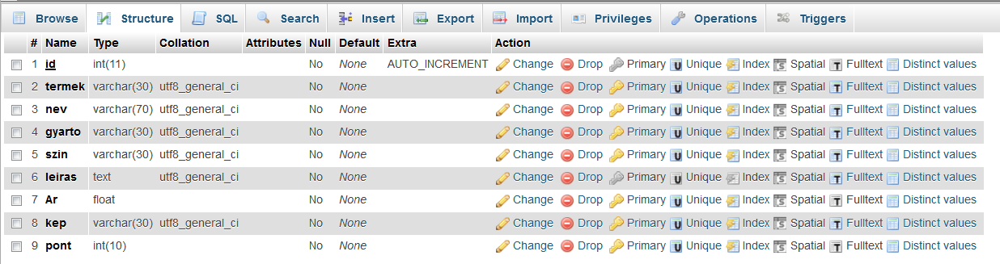 Browse Structure SQL Search Insert Export Import Privileges Operations Triggers
# Name Type Collation Attributes Null Default Extra Action
1 id int(11) No None AUTO_INCREMENT Change Drop Primary Unique Index Spatial Fulltext Distinct values
2 termek varchar(30) utf8_general_ci No None Change Drop Primary Unique Index Spatial Fulltext Distinct values
3 nev varchar(70) utf8_general_ci No None Change Drop Primary Unique Index Spatial Fulltext Distinct values
4 gyarto varchar(30) utf8_general_ci No None Change Drop Primary Unique Index Spatial Fulltext Distinct values
5 szin varchar(30) utf8_general_ci No None Change Drop Primary Unique Index Spatial Fulltext Distinct values
6 leiras text utf8_general_ci No None Change Drop Primary Unique Index Spatial Fulltext Distinct values
7 Ar float No None Change Drop Primary Unique Index Spatial Fulltext Distinct values
8 kep varchar(30) utf8_general_ci No None Change Drop Primary Unique Index Spatial Fulltext Distinct values
9 pont int(10) No None Change Drop Primary Unique Index Spatial Fulltext Distinct values